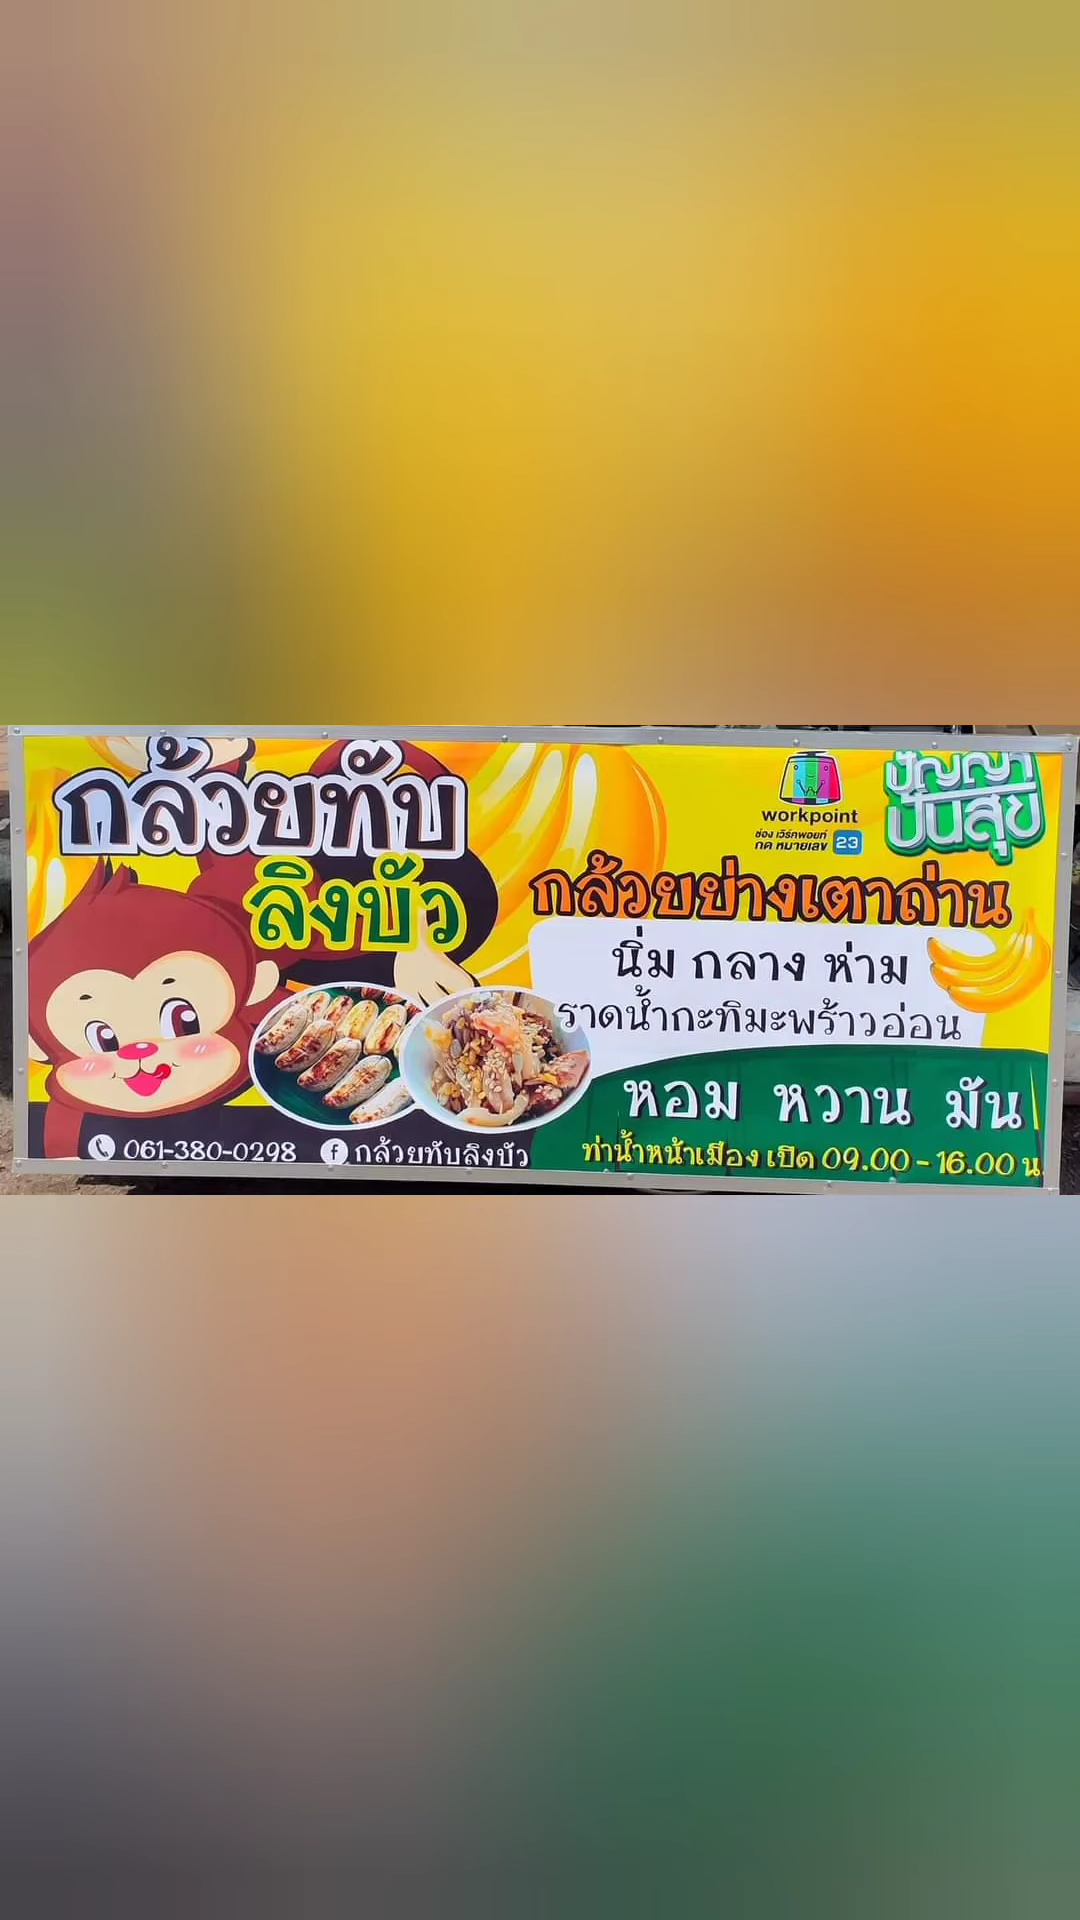 กล้วยทับ
ลิงบัว
workpoint
ช่อง เวิร์คพอยท์
กด หมายเลข 23
ปัญญา
ปันสุข
กล้วยย่างเตาถ่าน
นิ่ม กลาง ห่าม
ราดน้ำกะทิมะพร้าวอ่อน
หอม หวาน มัน
061-380-0298 กล้วยทับลิงบัว
ท่าน้ำหน้าเมือง เปิด 09.00 - 16.00 น.